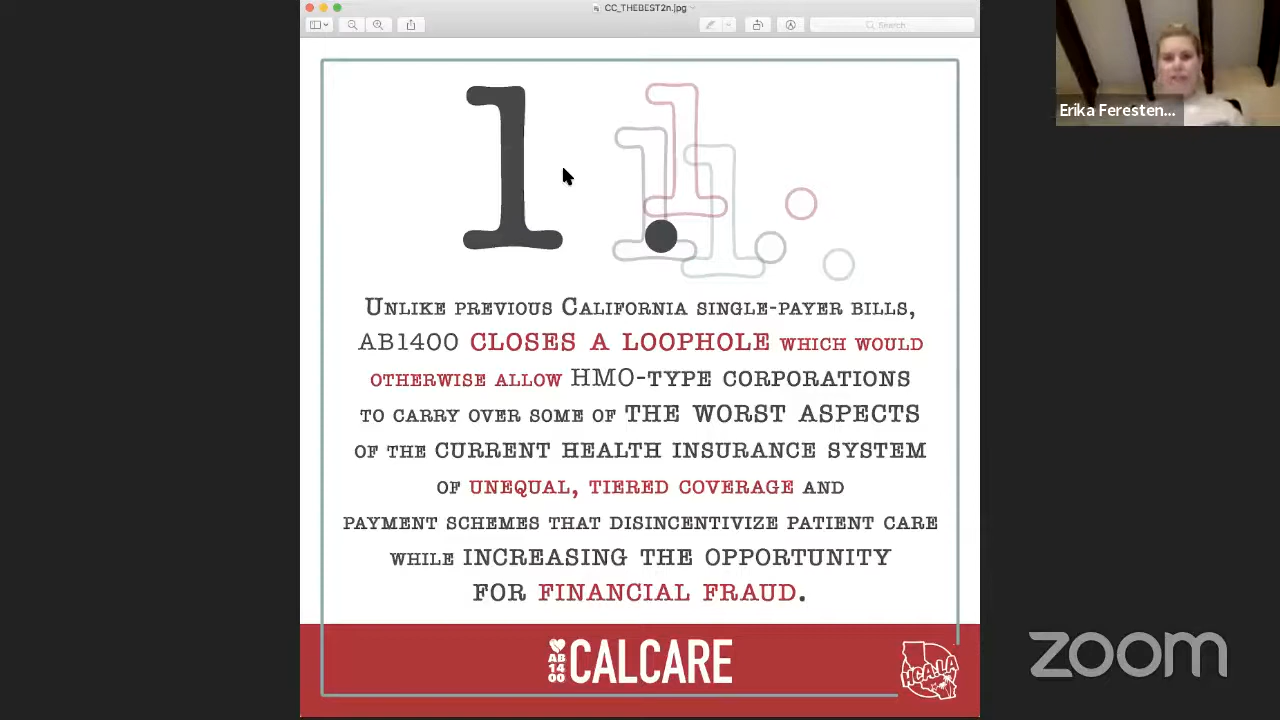 CC_THEBEST2n.jpg
Search
Erika Feresten...
1.
UNLIKE PREVIOUS CALIFORNIA SINGLE-PAYER BILLS,
AB1400 CLOSES A LOOPHOLE WHICH WOULD
OTHERWISE ALLOW HMO-TYPE CORPORATIONS
TO CARRY OVER SOME OF THE WORST ASPECTS
OF THE CURRENT HEALTH INSURANCE SYSTEM
OF UNEQUAL, TIERED COVERAGE AND
PAYMENT SCHEMES THAT DISINCENTIVIZE PATIENT CARE
WHILE INCREASING THE OPPORTUNITY
FOR FINANCIAL FRAUD.
AB
14
00
CALCARE
HCA:LA
zoom